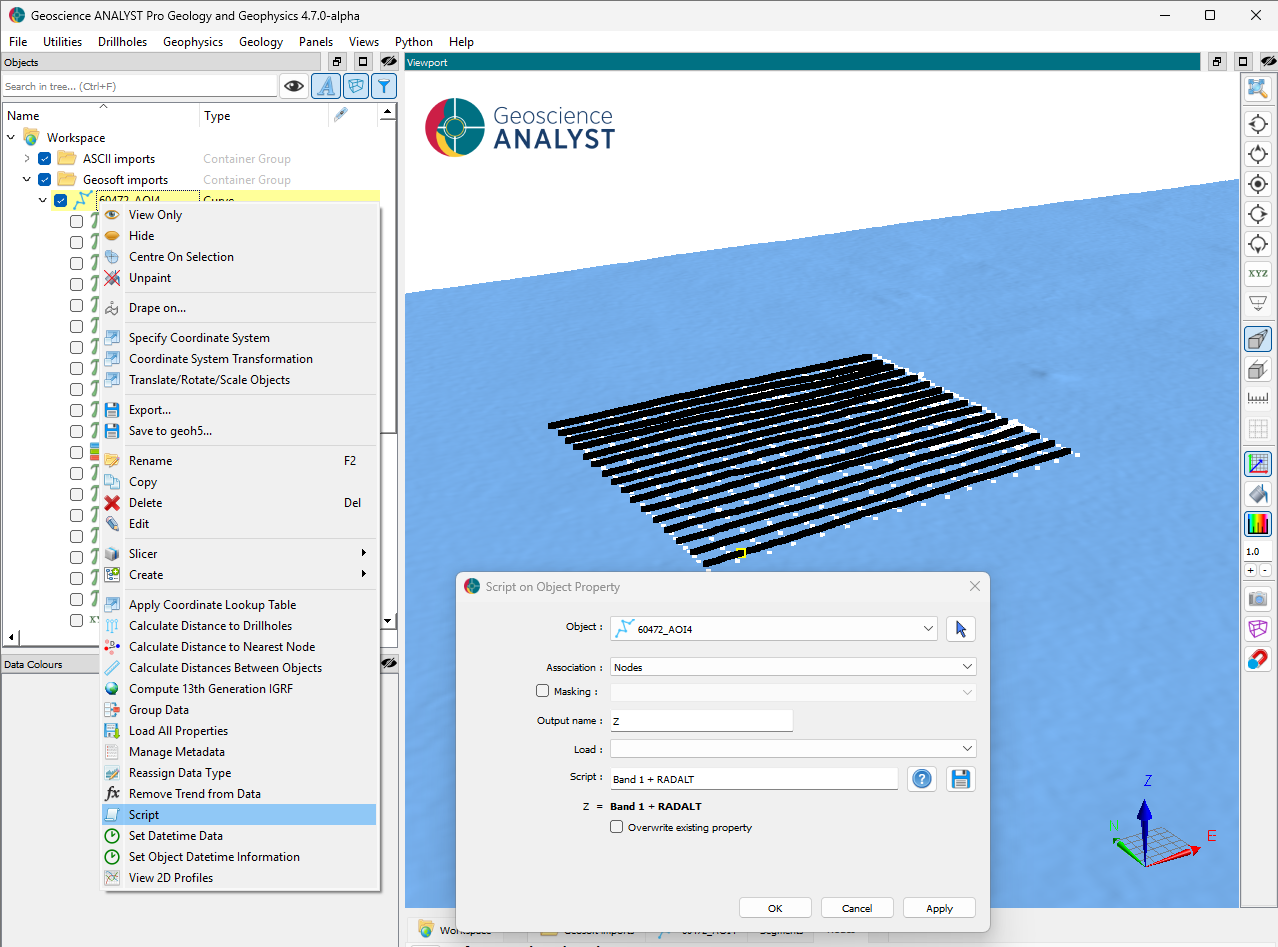 Geoscience ANALYST Pro Geology and Geophysics 4.7.0-alpha
File Utilities Drillholes Geophysics Geology Panels Views Python Help
Objects
Viewport
Search in tree... (Ctrl+F)
Name Type
Workspace
ASCII imports Container Group
Geosoft imports Container Group
60472_AOI4 Curve
View Only
Hide
Centre On Selection
Unpaint
Drape on...
Specify Coordinate System
Coordinate System Transformation
Translate/Rotate/Scale Objects
Export...
Save to geoh5...
Rename F2
Copy
Delete Del
Edit
Slicer
Create
Apply Coordinate Lookup Table
Calculate Distance to Drillholes
Calculate Distance to Nearest Node
Calculate Distances Between Objects
Compute 13th Generation IGRF
Group Data
Load All Properties
Manage Metadata
Reassign Data Type
Remove Trend from Data
Script
Set Datetime Data
Set Object Datetime Information
View 2D Profiles
Data Colours
Geoscience
ANALYST
XYZ
1.0
+ -
Script on Object Property
Object : 60472_AOI4
Association : Nodes
Masking :
Output name : Z
Load :
Script : Band 1 + RADALT
Z = Band 1 + RADALT
Overwrite existing property
OK Cancel Apply
Z
N
E
Workspace